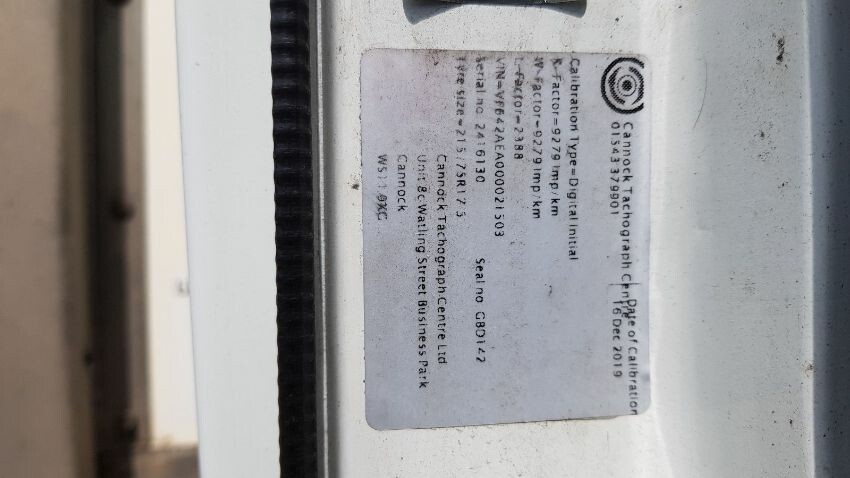 Cannock Tachograph Centre
01543 379901
Date of Calibration
16 Dec 2019
Calibration Type=Digital Initial
K-Factor=9279 Imp/km
W-Factor=9279 Imp/km
L-Factor=2388
VIN=VF642AEA000021503
Serial no 2416130 Seal no GB0142
Tyre size=215/75R17.5
Cannock Tachograph Centre Ltd
Unit 8c Watling Street Business Park
Cannock
WS11 9XG